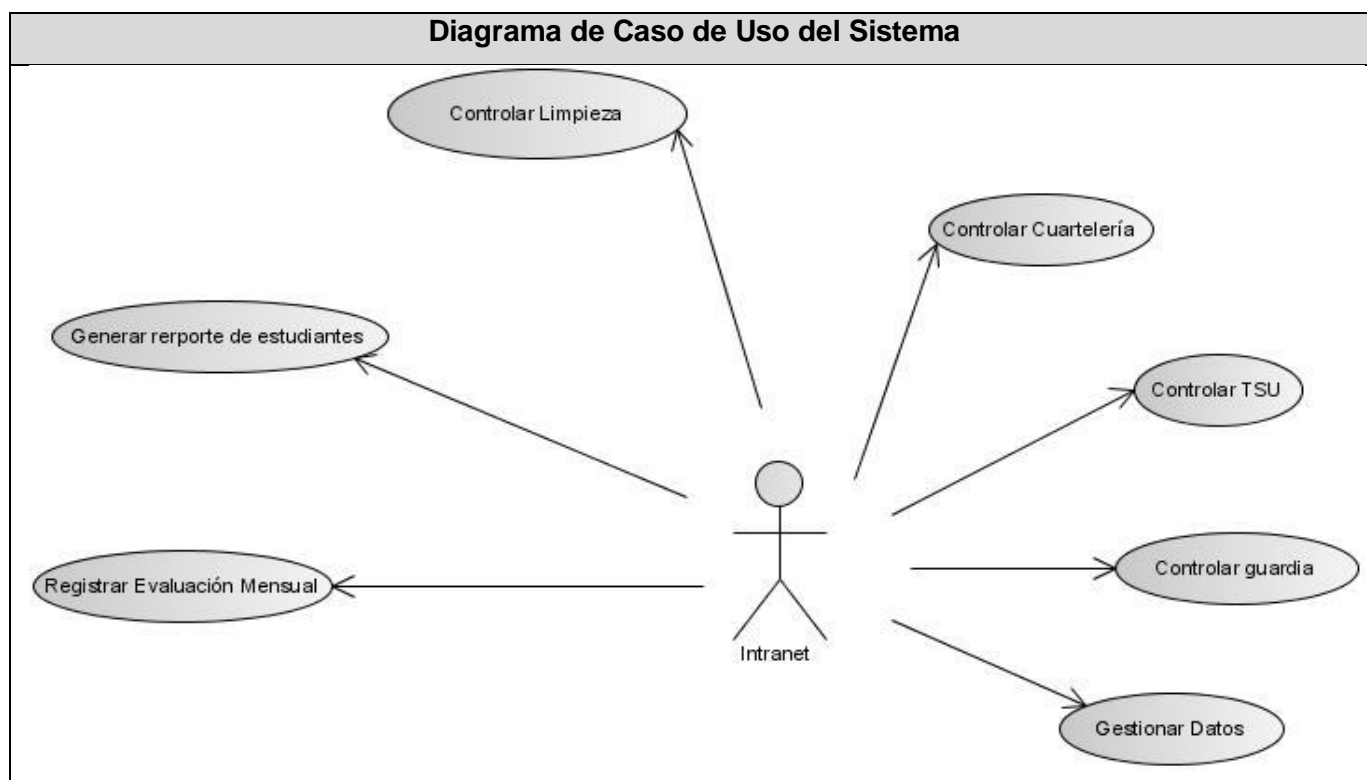 Diagrama de Caso de Uso del Sistema
Controlar Limpieza
Controlar Cuartelería
Generar rerporte de estudiantes
Controlar TSU
Controlar guardia
Registrar Evaluación Mensual
Intranet
Gestionar Datos